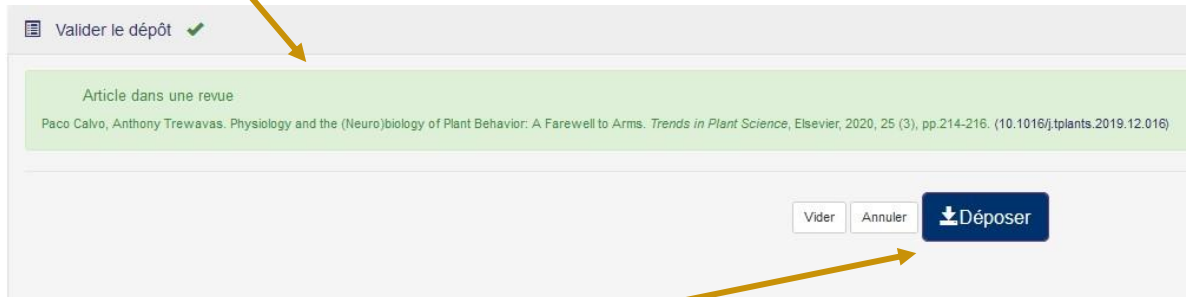 Valider le dépôt
Article dans une revue
Paco Calvo, Anthony Trewavas. Physiology and the (Neuro)biology of Plant Behavior: A Farewell to Arms. Trends in Plant Science, Elsevier, 2020, 25 (3), pp.214-216. ⟨10.1016/j.tplants.2019.12.016⟩
Vider Annuler Déposer